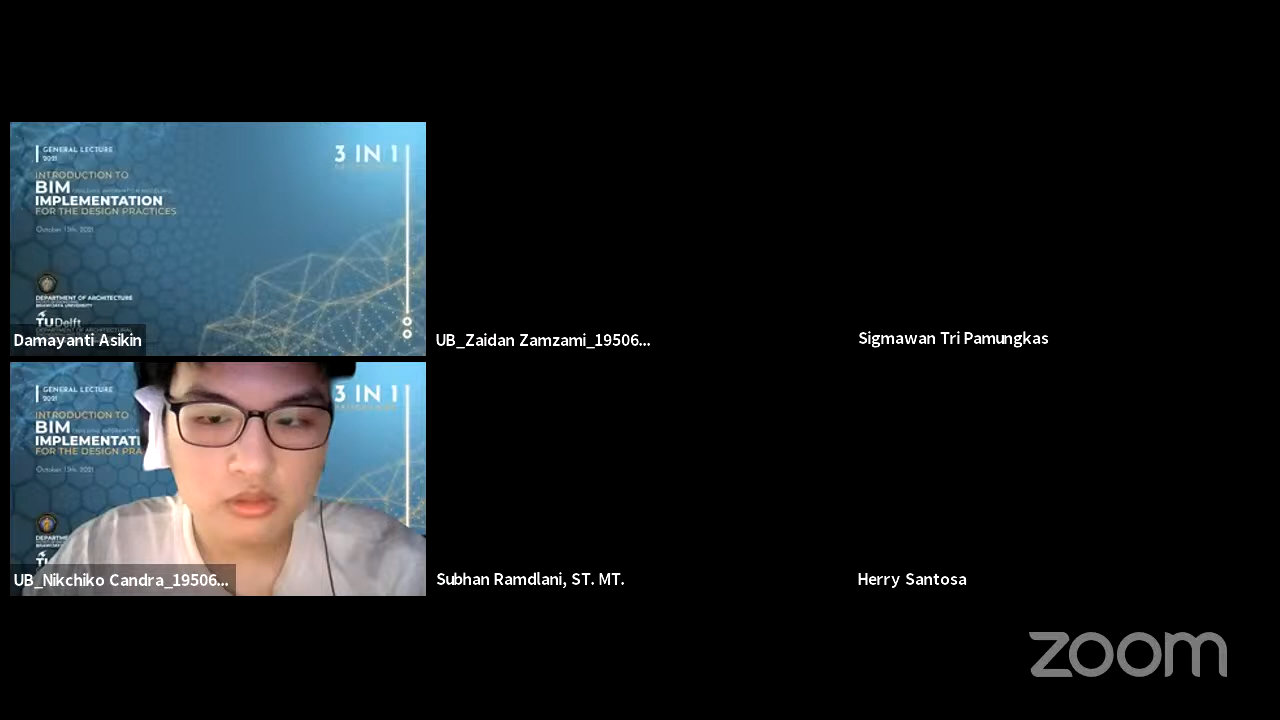 GENERAL LECTURE
2021
3 IN 1
INTRODUCTION TO
BIM
IMPLEMENTATION
FOR THE DESIGN PRACTICES
October 13th, 2021
DEPARTMENT OF ARCHITECTURE
BRAWIJAYA UNIVERSITY
TUDelft
Damayanti Asikin
UB_Zaidan Zamzami_19506...
Sigmawan Tri Pamungkas
GENERAL LECTURE
2021
3 IN 1
INTRODUCTION TO
BIM
IMPLEMENTATI
FOR THE DESIGN PRA
October 13th, 2021
UB_Nikchiko Candra_19506...
Subhan Ramdlani, ST. MT.
Herry Santosa
zoom